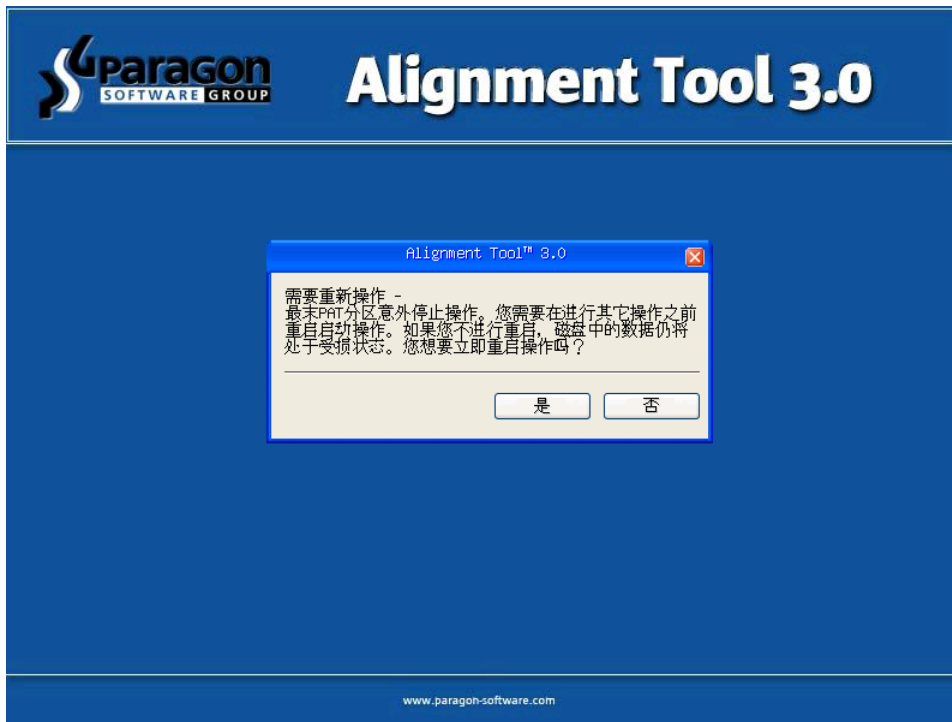 paragon
SOFTWARE GROUP
Alignment Tool 3.0
Alignment Tool™ 3.0
需要重新操作 -
最末PAT分区意外停止操作。您需要在进行其它操作之前
重启启动操作。如果您不进行重启，磁盘中的数据仍将
处于受损状态。您想要立即重启操作吗？
是
否
www.paragon-software.com